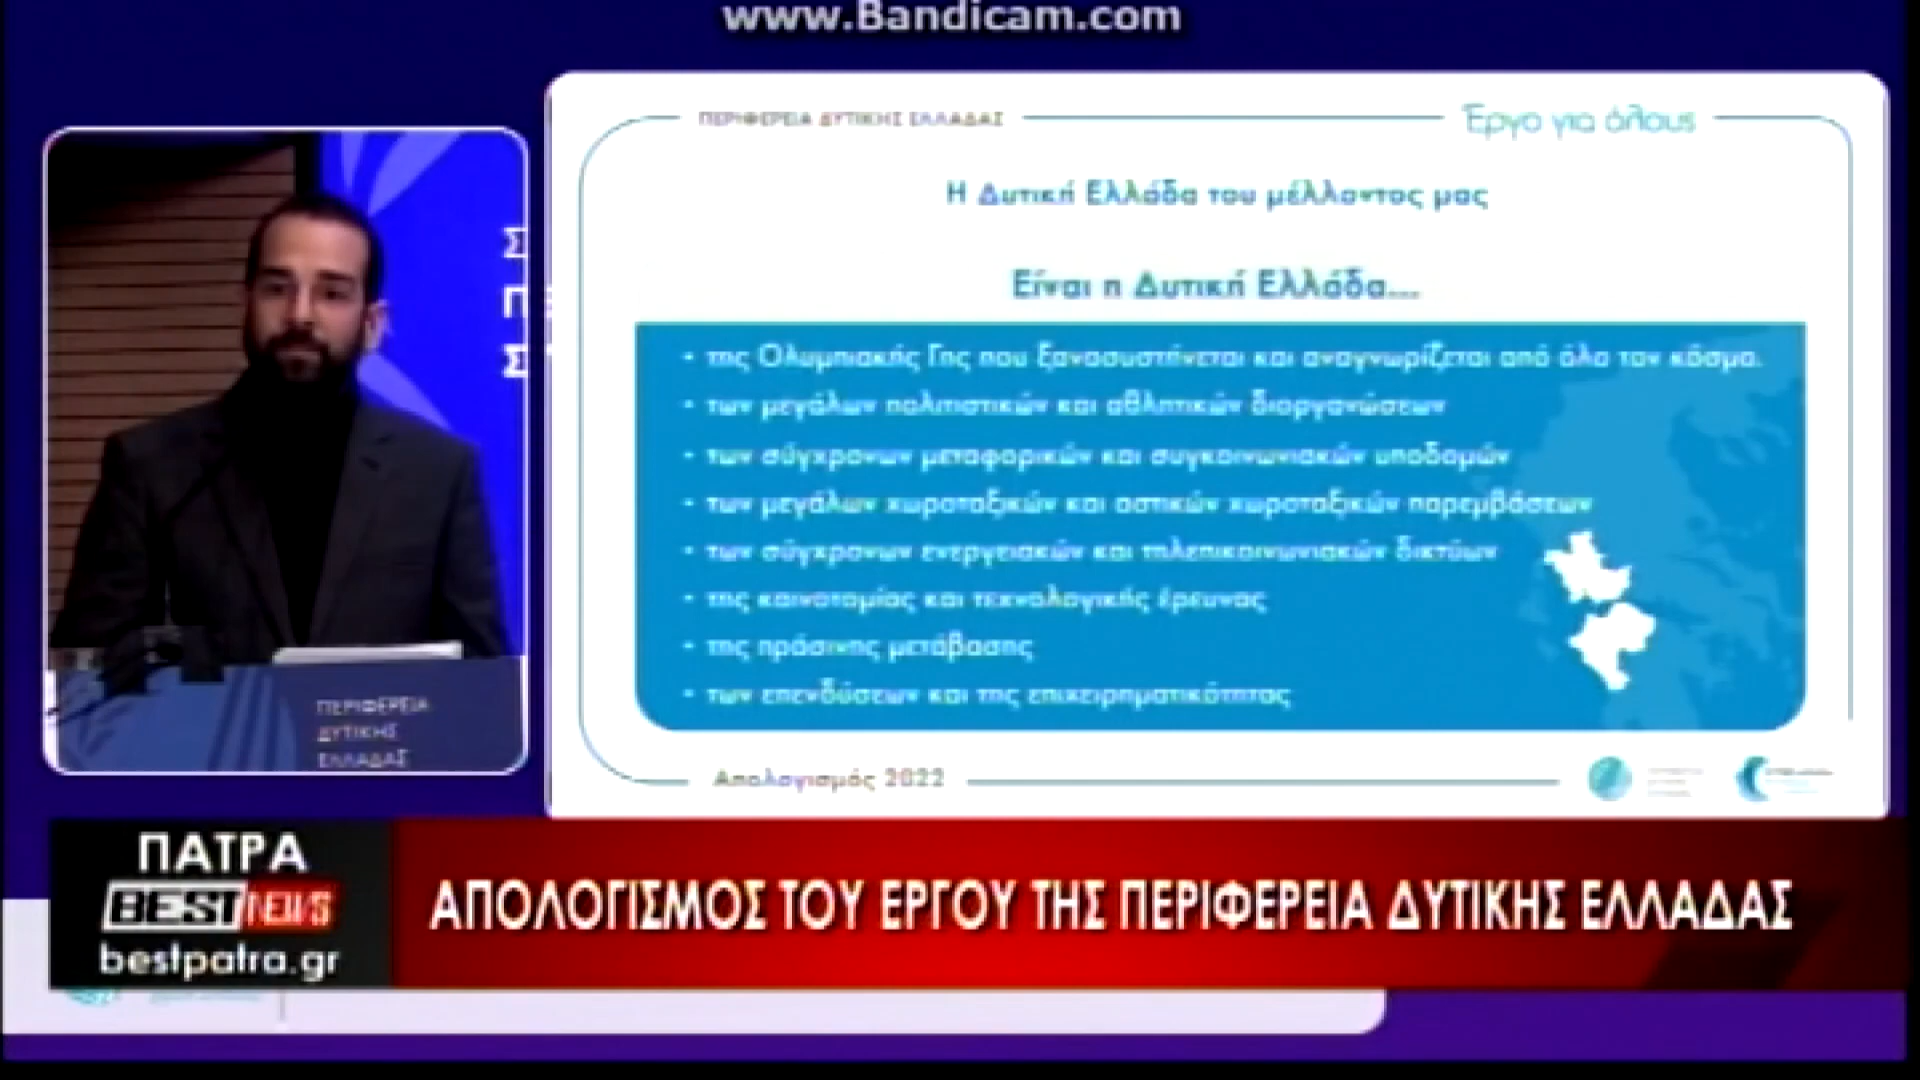 www.Bandicam.com
ΠΕΡΙΦΕΡΕΙΑ ΔΥΤΙΚΗΣ ΕΛΛΑΔΑΣ
Έργο για όλους
Η Δυτική Ελλάδα του μέλλοντος μας
Είναι η Δυτική Ελλάδα...
• της Ολυμπιακής Γης που ξανασυστήνεται και αναγνωρίζεται από όλο τον κόσμο.
• των μεγάλων πολιτιστικών και αθλητικών διοργανώσεων
• των σύγχρονων μεταφορικών και συγκοινωνιακών υποδομών
• των μεγάλων χωροταξικών και αστικών χωροταξικών παρεμβάσεων
• των σύγχρονων ενεργειακών και τηλεπικοινωνιακών δικτύων
• της καινοτομίας και τεχνολογικής έρευνας
• της πράσινης μετάβασης
• των επενδύσεων και της επιχειρηματικότητας
Απολογισμός 2022
Σ
ΠΕ
Σ
ΠΕΡΙΦΕΡΕΙΑ
ΔΥΤΙΚΗΣ
ΕΛΛΑΔΑΣ
ΠΑΤΡΑ
BEST NEWS
bestpatra.gr
ΑΠΟΛΟΓΙΣΜΟΣ ΤΟΥ ΕΡΓΟΥ ΤΗΣ ΠΕΡΙΦΕΡΕΙΑ ΔΥΤΙΚΗΣ ΕΛΛΑΔΑΣ